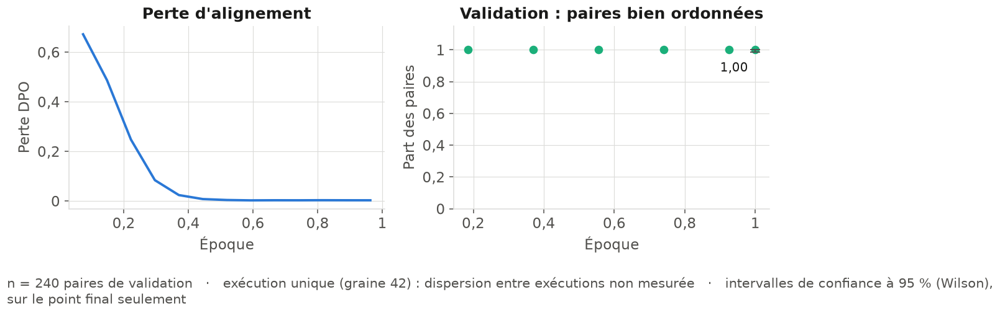 Perte d'alignement
Perte DPO
0,6
0,4
0,2
0
0,2
0,4
0,6
0,8
1
Époque
Validation : paires bien ordonnées
Part des paires
1
0,8
0,6
0,4
0,2
0
1,00
0,2
0,4
0,6
0,8
1
Époque
n = 240 paires de validation · exécution unique (graine 42) : dispersion entre exécutions non mesurée · intervalles de confiance à 95 % (Wilson),
sur le point final seulement